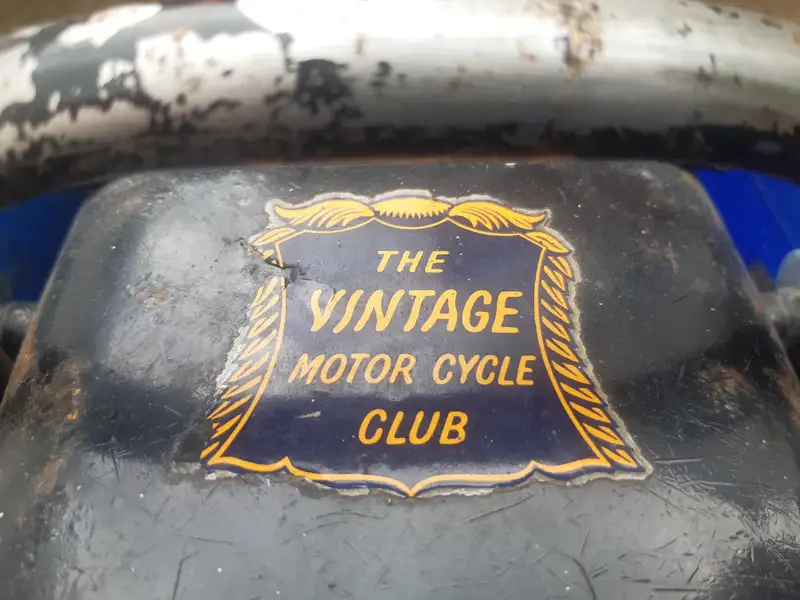 THE
VINTAGE
MOTOR CYCLE
CLUB